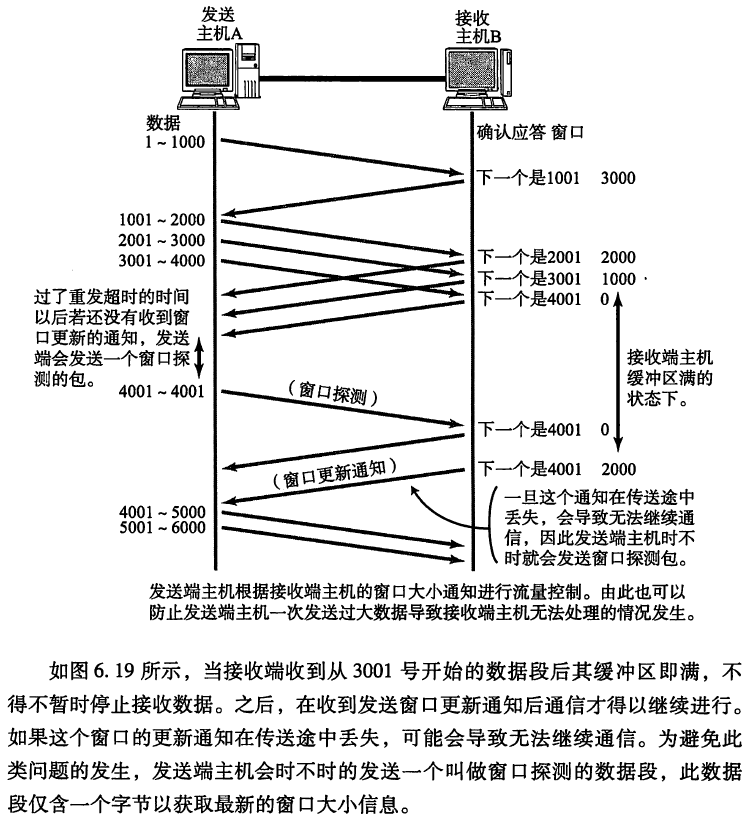 发送
主机A
接收
主机B
数据
确认应答 窗口
1~1000
下一个是1001 3000
1001~2000
2001~3000
3001~4000
下一个是2001 2000
下一个是3001 1000
下一个是4001 0
过了重发超时的时间
以后若还没有收到窗
口更新的通知，发送
端会发送一个窗口探
测的包。
接收端主机
缓冲区满的
状态下。
4001~4001
（窗口探测）
下一个是4001 0
（窗口更新通知）
下一个是4001 2000
4001~5000
5001~6000
一旦这个通知在传送途中
丢失，会导致无法继续通
信，因此发送端主机时不
时就会发送窗口探测包。
发送端主机根据接收端主机的窗口大小通知进行流量控制。由此也可以
防止发送端主机一次发送过大数据导致接收端主机无法处理的情况发生。
如图 6.19 所示，当接收端收到从 3001 号开始的数据段后其缓冲区即满，不
得不暂时停止接收数据。之后，在收到发送窗口更新通知后通信才得以继续进行。
如果这个窗口的更新通知在传送途中丢失，可能会导致无法继续通信。为避免此
类问题的发生，发送端主机会时不时的发送一个叫做窗口探测的数据段，此数据
段仅含一个字节以获取最新的窗口大小信息。